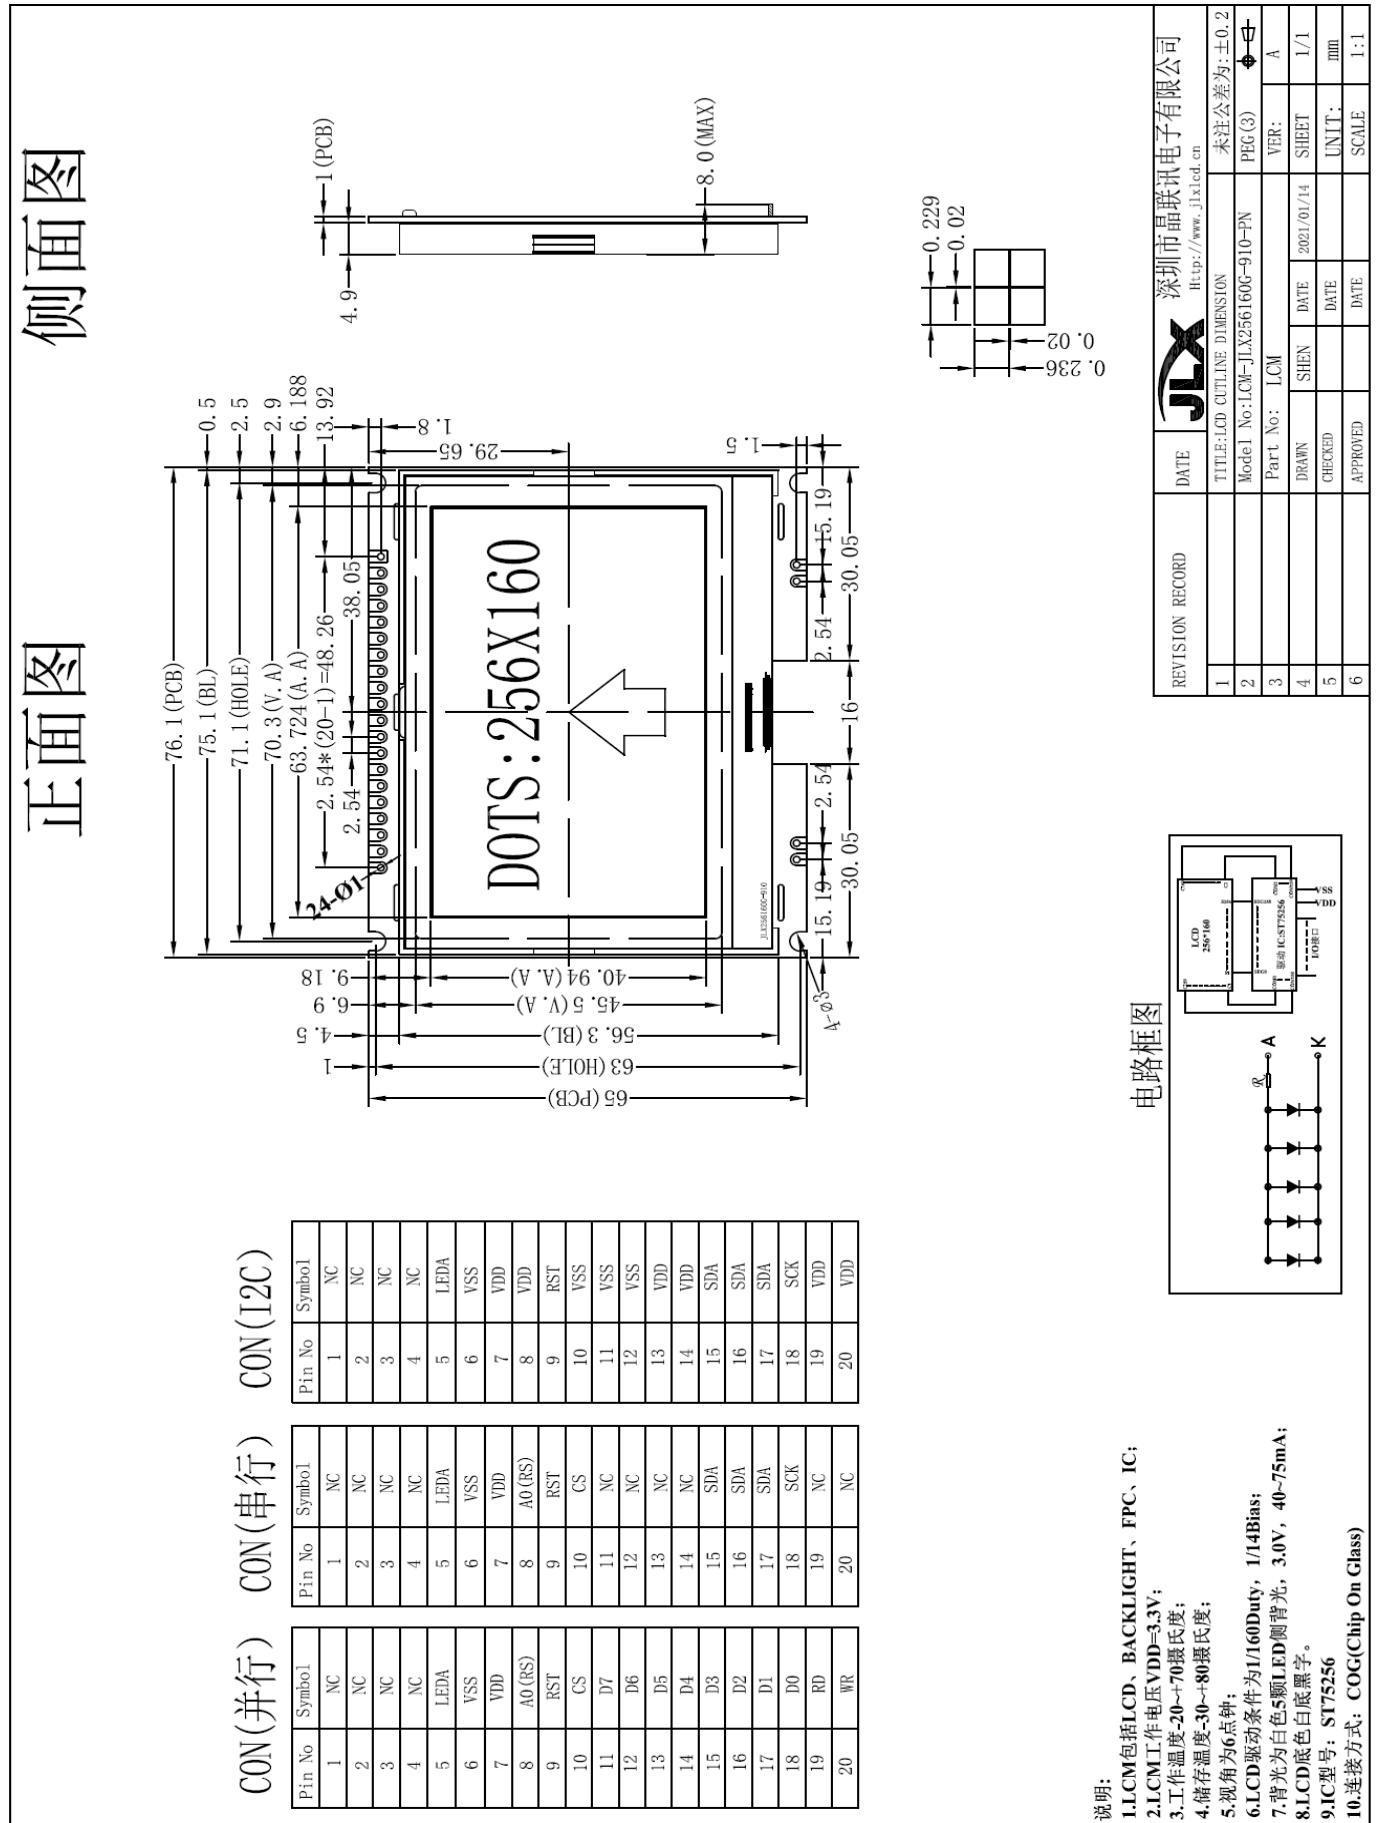 正面图
侧面图
76.1(PCB)
75.1(BL)
71.1(HOLE)
70.3(V.A)
63.724(A.A)
2.54*(20-1)=48.26
2.54
38.05
0.5
2.5
2.9
6.188
13.92
24-Ø1
1.8
29.65
1.5
DOTS:256X160
JLX256160G-910
9.18
40.94(A.A)
6.9
45.5(V.A)
4.5
56.3(BL)
1
63(HOLE)
65(PCB)
4-ø3
15.19
2.54
2.54
15.19
30.05
16
30.05
1(PCB)
4.9
8.0(MAX)
0.229
0.02
0.02
0.236
CON(并行)
Pin No Symbol
1 NC
2 NC
3 NC
4 NC
5 LEDA
6 VSS
7 VDD
8 A0(RS)
9 RST
10 CS
11 D7
12 D6
13 D5
14 D4
15 D3
16 D2
17 D1
18 D0
19 RD
20 WR
CON(串行)
Pin No Symbol
1 NC
2 NC
3 NC
4 NC
5 LEDA
6 VSS
7 VDD
8 A0(RS)
9 RST
10 CS
11 NC
12 NC
13 NC
14 NC
15 SDA
16 SDA
17 SDA
18 SCK
19 NC
20 NC
CON(I2C)
Pin No Symbol
1 NC
2 NC
3 NC
4 NC
5 LEDA
6 VSS
7 VDD
8 VDD
9 RST
10 VSS
11 VSS
12 VSS
13 VDD
14 VDD
15 SDA
16 SDA
17 SDA
18 SCK
19 VDD
20 VDD
说明:
1.LCM包括LCD、BACKLIGHT、FPC、IC;
2.LCM工作电压VDD=3.3V;
3.工作温度-20~+70摄氏度;
4.储存温度-30~+80摄氏度;
5.视角为6点钟;
6.LCD驱动条件为1/160Duty，1/14Bias;
7.背光为白色5颗LED侧背光，3.0V，40~75mA;
8.LCD底色白底黑字。
9.IC型号：ST75256
10.连接方式：COG(Chip On Glass)
电路框图
R
A
K
LCD
256*160
驱动 IC:ST75256
I/O接口
VSS
VDD
REVISION RECORD DATE
1
2
3
4
5
6
JLX 深圳市晶联讯电子有限公司
Http://www.jlxlcd.cn
TITLE:LCD CUTLINE DIMENSION 未注公差为:±0.2
Model No:LCM-JLX256160G-910-PN PEG(3)
Part No: LCM VER: A
DRAWN SHEN DATE 2021/01/14 SHEET 1/1
CHECKED DATE UNIT: mm
APPROVED DATE SCALE 1:1